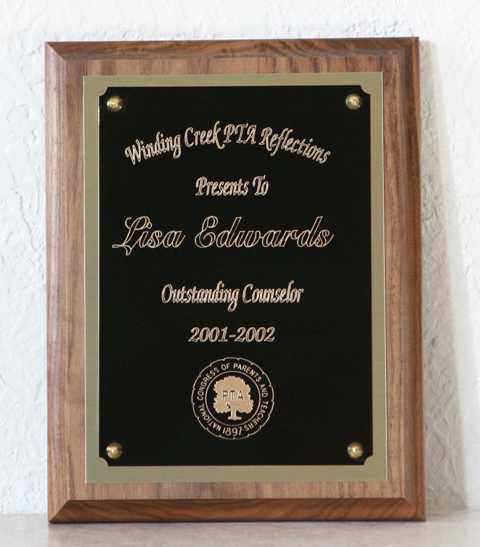 Winding Creek PTA Reflections
Presents To
Lisa Edwards
Outstanding Counselor
2001-2002
NATIONAL CONGRESS OF PARENTS AND TEACHERS
PTA
1897